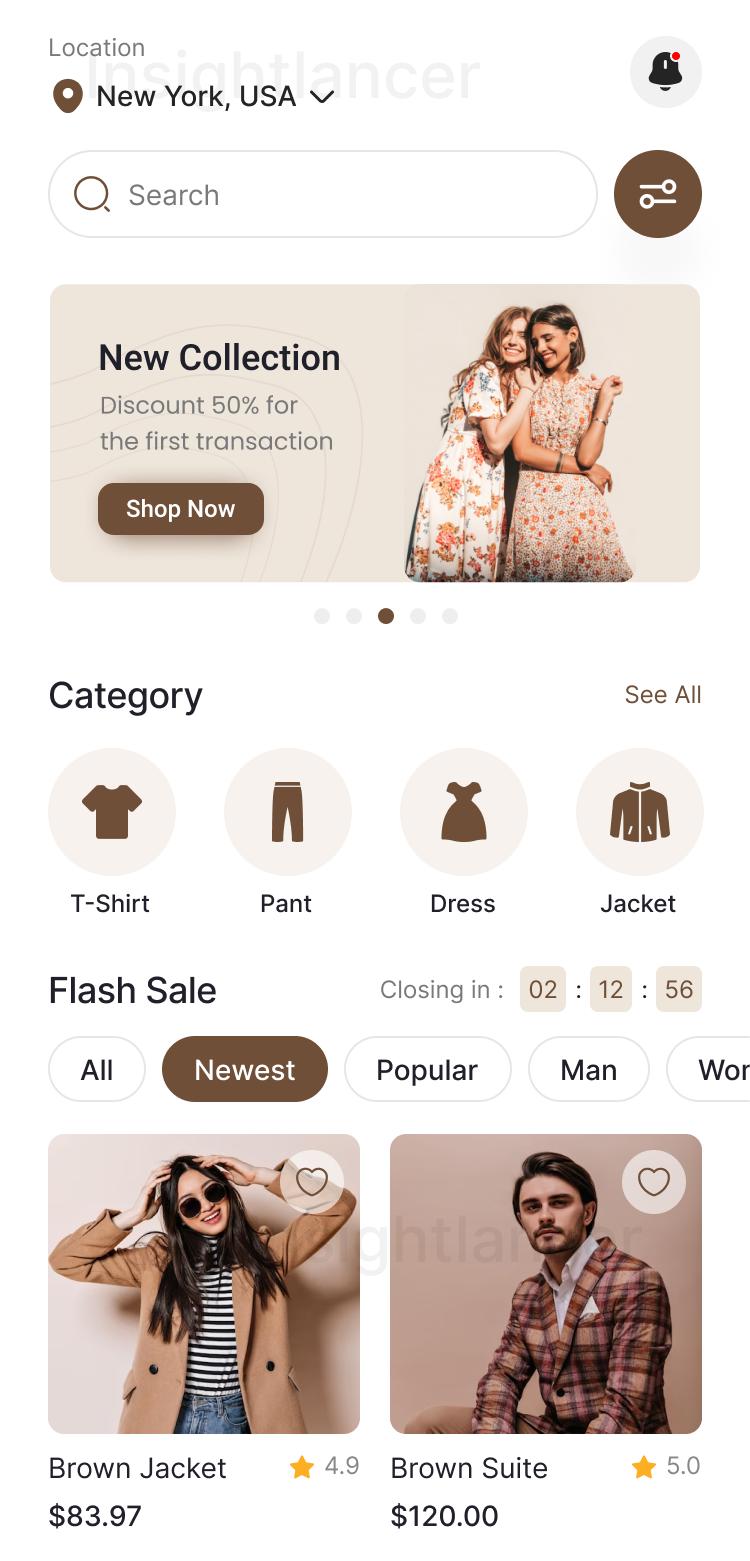 Location
Insightlancer
New York, USA
Search
New Collection
Discount 50% for
the first transaction
Shop Now
Category
See All
T-Shirt
Pant
Dress
Jacket
Flash Sale
Closing in :
02 : 12 : 56
All
Newest
Popular
Man
Wor
Insightlancer
Brown Jacket
4.9
Brown Suite
5.0
$83.97
$120.00